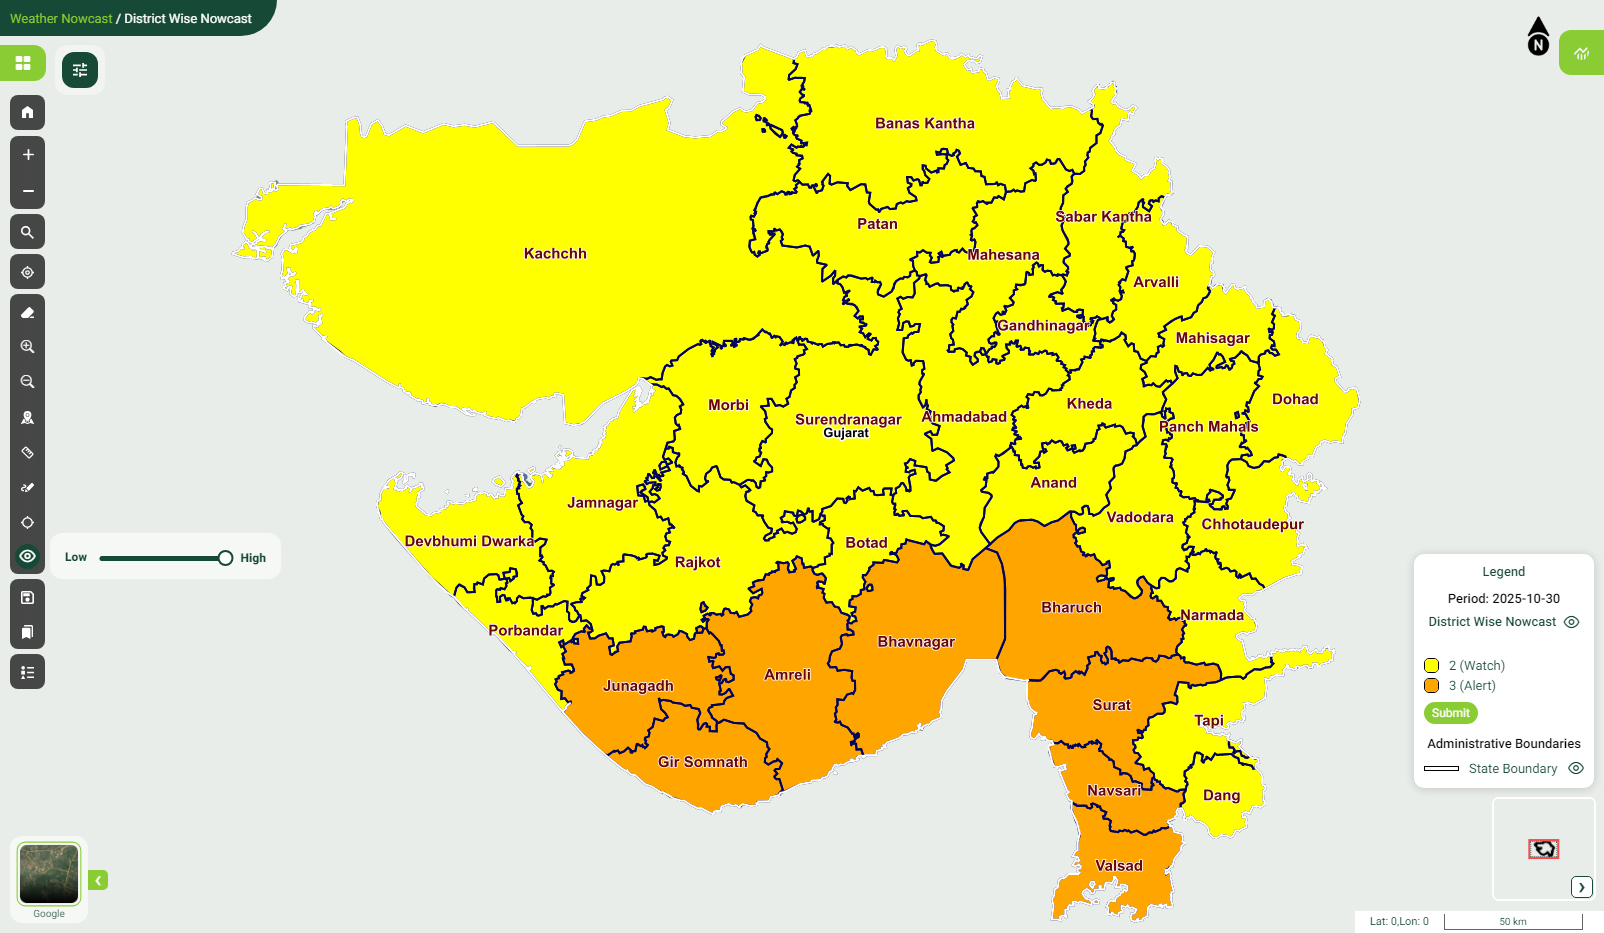 Weather Nowcast / District Wise Nowcast
N
Banas Kantha
Patan
Sabar Kantha
Kachchh
Mahesana
Arvalli
Gandhinagar
Mahisagar
Morbi
Surendranagar
Gujarat
Ahmadabad
Kheda
Dohad
Panch Mahals
Anand
Jamnagar
Vadodara
Chhotaudepur
Devbhumi Dwarka
Botad
Rajkot
Low
High
Bharuch
Narmada
Porbandar
Bhavnagar
Junagadh
Amreli
Surat
Tapi
Gir Somnath
Navsari
Dang
Valsad
Legend
Period: 2025-10-30
District Wise Nowcast
2 (Watch)
3 (Alert)
Submit
Administrative Boundaries
State Boundary
Google
Lat: 0,Lon: 0
50 km